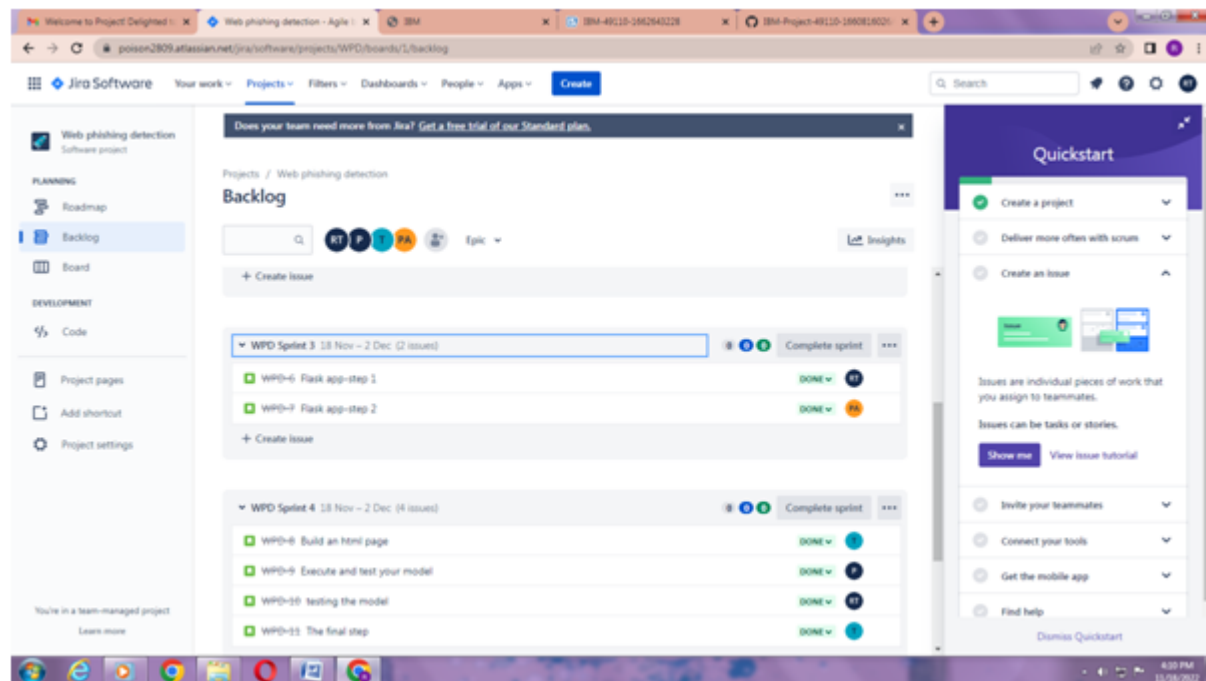 Welcome to Project! Delighted t
Web phishing detection - Agile
IBM
IBM-49110-1662643228
poison2809.atlassian.net/jira/software/projects/WPD/boards/1/backlog
Jira Software
Your work
Projects
Filters
Dashboards
People
Apps
Create
Search
RT
Web phishing detection
Software project
PLANNING
Roadmap
Backlog
Board
DEVELOPMENT
Code
Project pages
Add shortcut
Project settings
You're in a team-managed project
Learn more
Does your team need more from Jira? Get a free trial of our Standard plan.
Projects / Web phishing detection
Backlog
RT P T PA
Epic
Insights
+ Create issue
WPD Sprint 3 18 Nov – 2 Dec (2 issues)
0 0 0 Complete sprint
WPD-6 Flask app-step 1 DONE RT
WPD-7 Flask app-step 2 DONE PA
+ Create issue
WPD Sprint 4 18 Nov – 2 Dec (4 issues)
0 0 0 Complete sprint
WPD-8 Build an html page DONE T
WPD-9 Execute and test your model DONE P
WPD-10 testing the model DONE RT
WPD-11 The final step DONE T
Quickstart
Create a project
Deliver more often with scrum
Create an issue
Issues are individual pieces of work that
you assign to teammates.
Issues can be tasks or stories.
Show me View issue tutorial
Invite your teammates
Connect your tools
Get the mobile app
Find help
Dismiss Quickstart
4:10 PM
11/18/2022